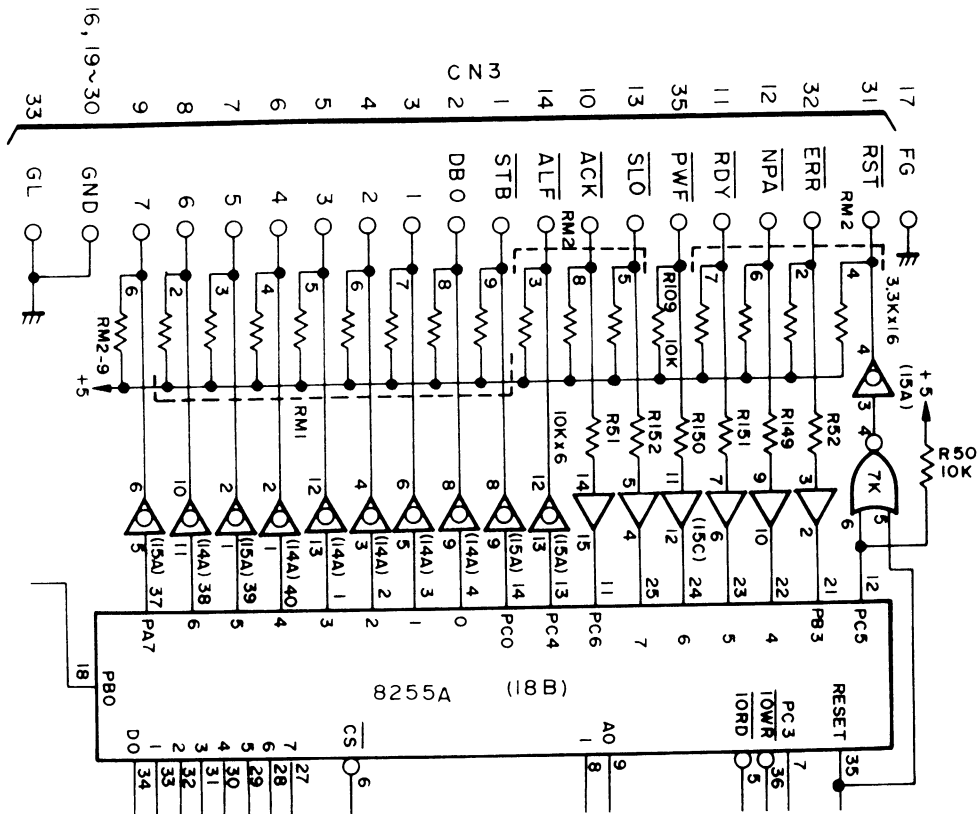 CN3
16, 19~30
33
9
8
7
6
5
4
3
2
1
1
14
10
13
35
11
12
32
31
17
GL
GND
7
6
5
4
3
2
1
DB0
STB
ALF
ACK
SLO
PWF
RDY
NPA
ERR
RST
FG
RM2
RM2
6
2
3
4
5
6
7
8
9
3
8
5
7
6
2
4
3.3K×16
R109
10K
RM2-9
+5
RM1
10K×6
R51
R152
R150
R151
R149
R52
4
(15A)
3
4
+5
R50
10K
7K
6
5
6
10
2
2
12
4
6
8
8
12
14
5
11
7
9
3
5
11
1
1
13
3
5
9
9
13
15
4
12
6
10
2
(15A)
(14A)
(15A)
(14A)
(14A)
(14A)
(14A)
(14A)
(15A)
(15A)
(15C)
37
38
39
40
1
2
3
4
14
13
11
25
24
23
22
21
12
PA7
6
5
4
3
2
1
0
PC0
PC4
PC6
7
6
5
4
PB3
PC5
18
PB0
8255A (18B)
D0
1
2
3
4
5
6
7
CS
1
A0
IORD
IOWR
PC3
RESET
34
33
32
31
30
29
28
27
6
8
9
5
36
7
35